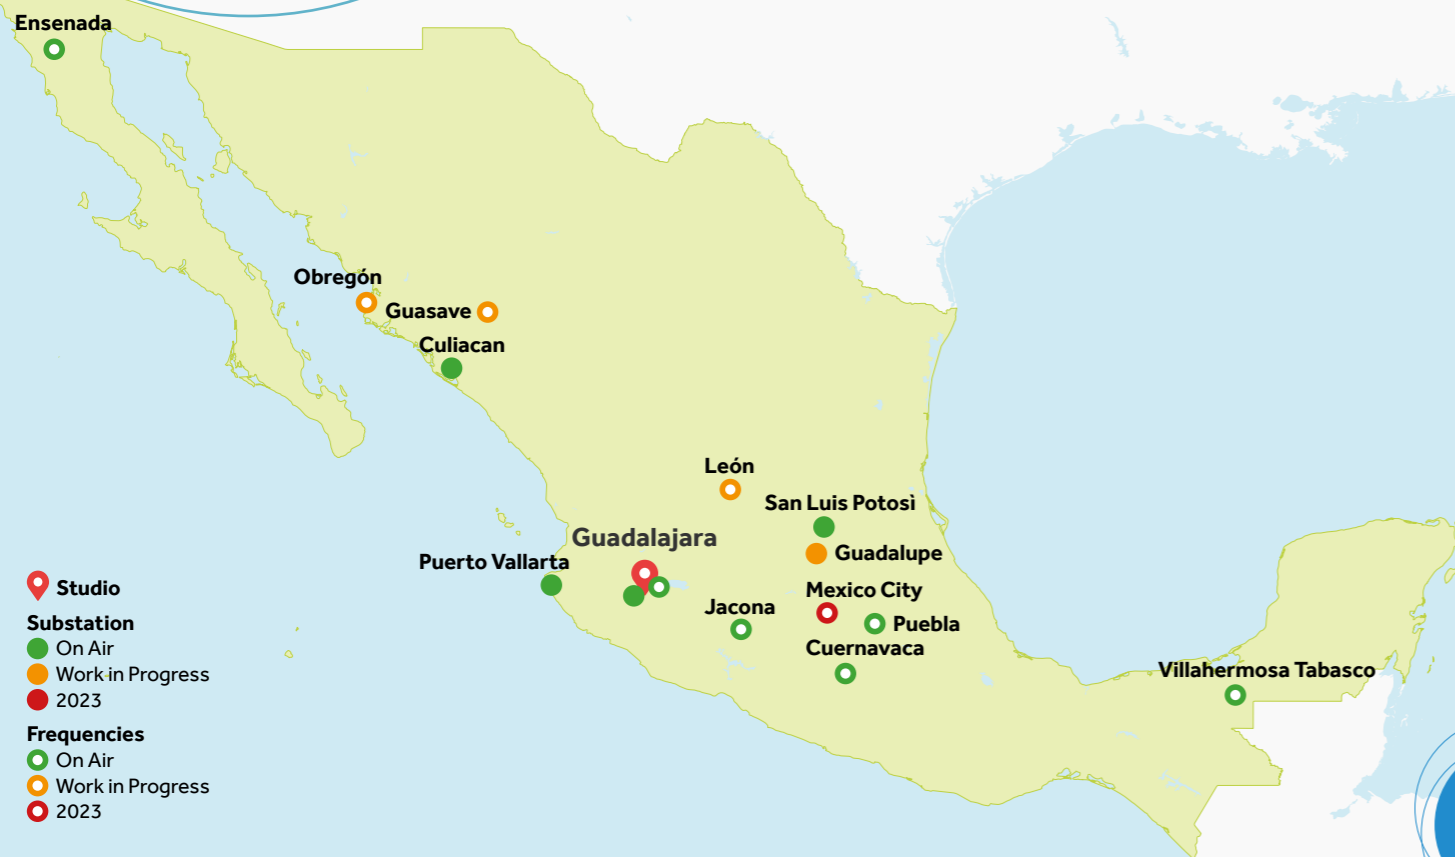 Ensenada
Obregón
Guasave
Culiacan
León
San Luis Potosì
Guadalajara
Guadalupe
Puerto Vallarta
Mexico City
Jacona
Puebla
Cuernavaca
Villahermosa Tabasco
Studio
Substation
On Air
Work in Progress
2023
Frequencies
On Air
Work in Progress
2023